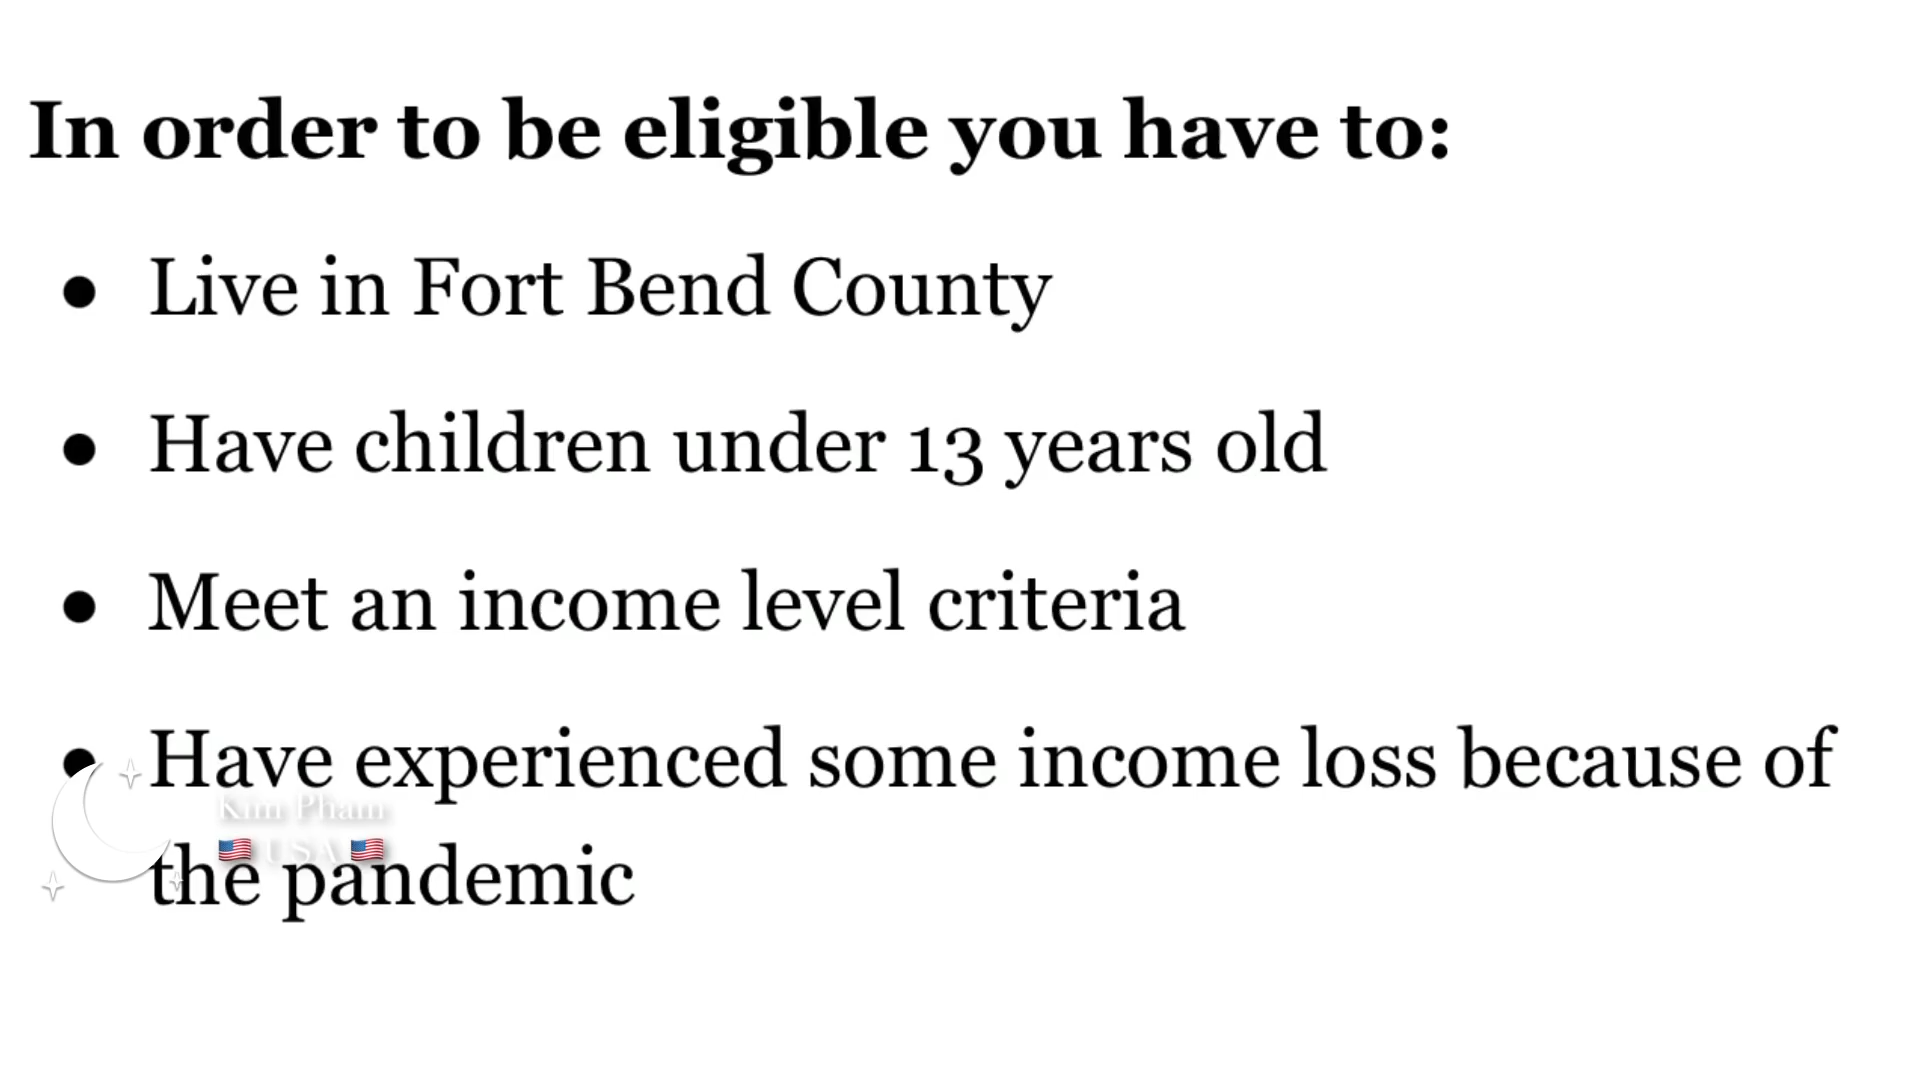 In order to be eligible you have to:
● Live in Fort Bend County
● Have children under 13 years old
● Meet an income level criteria
● Have experienced some income loss because of
Kim Pham
USA
the pandemic